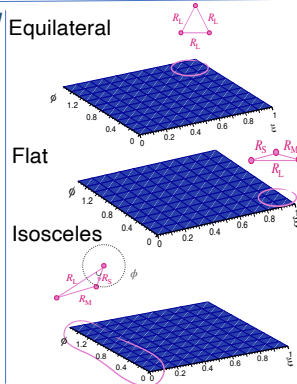 Equilateral
R_L R_L
R_L
ϕ
1.2
0.8
0.4
0
0
0.2
0.4
0.6
0.8
1
ξ
Flat
R_S R_M
R_L
ϕ
1.2
0.8
0.4
0
0
0.2
0.4
0.6
0.8
1
ξ
Isosceles
R_L
R_S
ϕ
R_M
ϕ
1.2
0.8
0.4
0
0
0.2
0.4
0.6
0.8
1
ξ